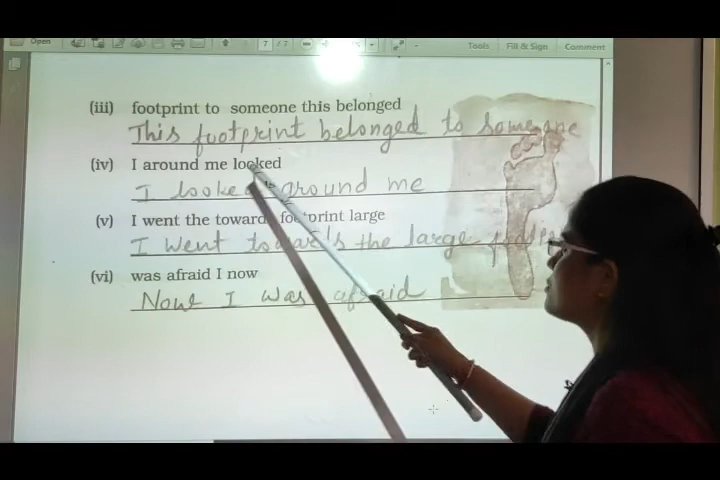 Open 7 / 7 Tools Fill & Sign Comment
(iii) footprint to someone this belonged
This footprint belonged to someone
(iv) I around me looked
I looked around me
(v) I went the towards footprint large
I went towards the large
(vi) was afraid I now
Now I was afraid